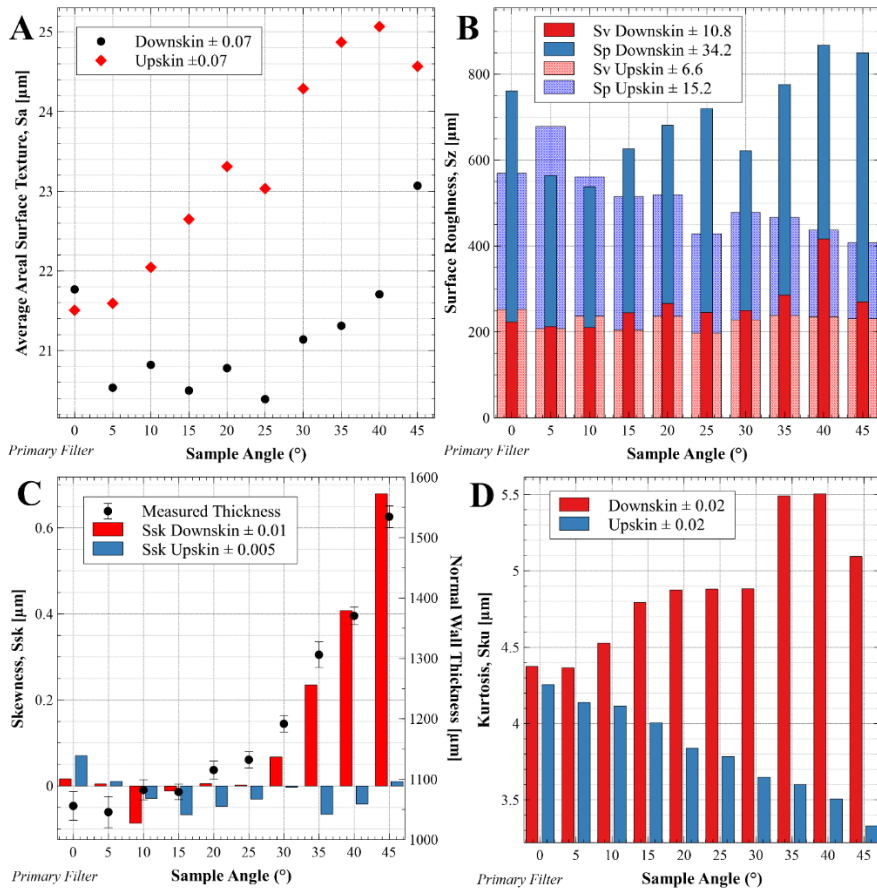 A
Downskin ± 0.07
Upskin ±0.07
Average Areal Surface Texture, Sa [µm]
25
24
23
22
21
20
0 5 10 15 20 25 30 35 40 45
Primary Filter
Sample Angle (°)
B
Sv Downskin ± 10.8
Sp Downskin ± 34.2
Sv Upskin ± 6.6
Sp Upskin ± 15.2
Surface Roughness, Sz [µm]
800
600
400
200
0
0 5 10 15 20 25 30 35 40 45
Primary Filter
Sample Angle (°)
C
Measured Thickness
Ssk Downskin ± 0.01
Ssk Upskin ± 0.005
Skewness, Ssk [µm]
0.6
0.4
0.2
0
1600
1500
1400
1300
1200
1100
1000
Normal Wall Thickness
[µm]
0 5 10 15 20 25 30 35 40 45
Primary Filter
Sample Angle (°)
D
Downskin ± 0.02
Upskin ± 0.02
Kurtosis, Sku [µm]
5.5
5
4.5
4
3.5
0 5 10 15 20 25 30 35 40 45
Primary Filter
Sample Angle (°)